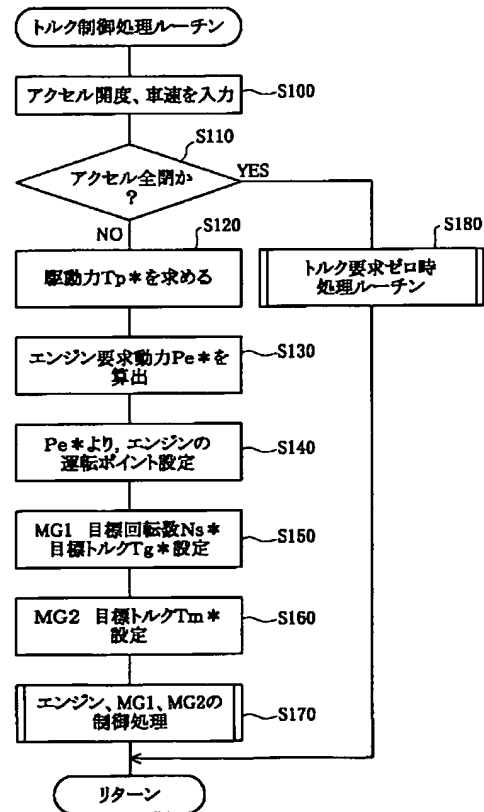 トルク制御処理ルーチン
アクセル開度、車速を入力
S100
S110
アクセル全閉か
?
YES
NO
S120
駆動力Tp*を求める
S180
トルク要求ゼロ時
処理ルーチン
エンジン要求動力Pe*を
算出
S130
Pe*より,エンジンの
運転ポイント設定
S140
MG1 目標回転数Ns*
目標トルクTg*設定
S150
MG2 目標トルクTm*
設定
S160
エンジン、MG1、MG2の
制御処理
S170
リターン